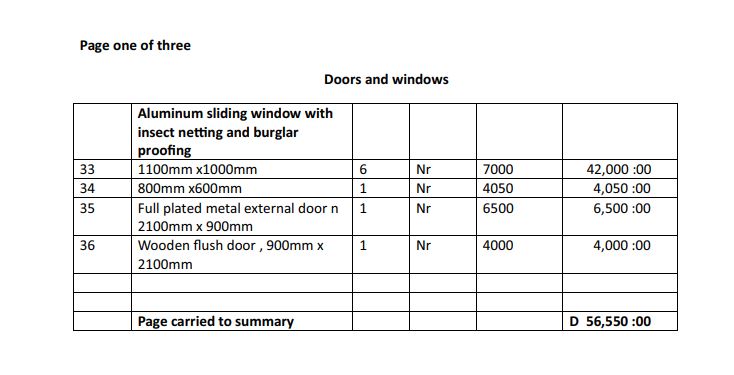 Page one of three
Doors and windows
Aluminum sliding window with
insect netting and burglar
proofing
33 1100mm x1000mm 6 Nr 7000 42,000 :00
34 800mm x600mm 1 Nr 4050 4,050 :00
35 Full plated metal external door n 1 Nr 6500 6,500 :00
2100mm x 900mm
36 Wooden flush door , 900mm x 1 Nr 4000 4,000 :00
2100mm
Page carried to summary D 56,550 :00